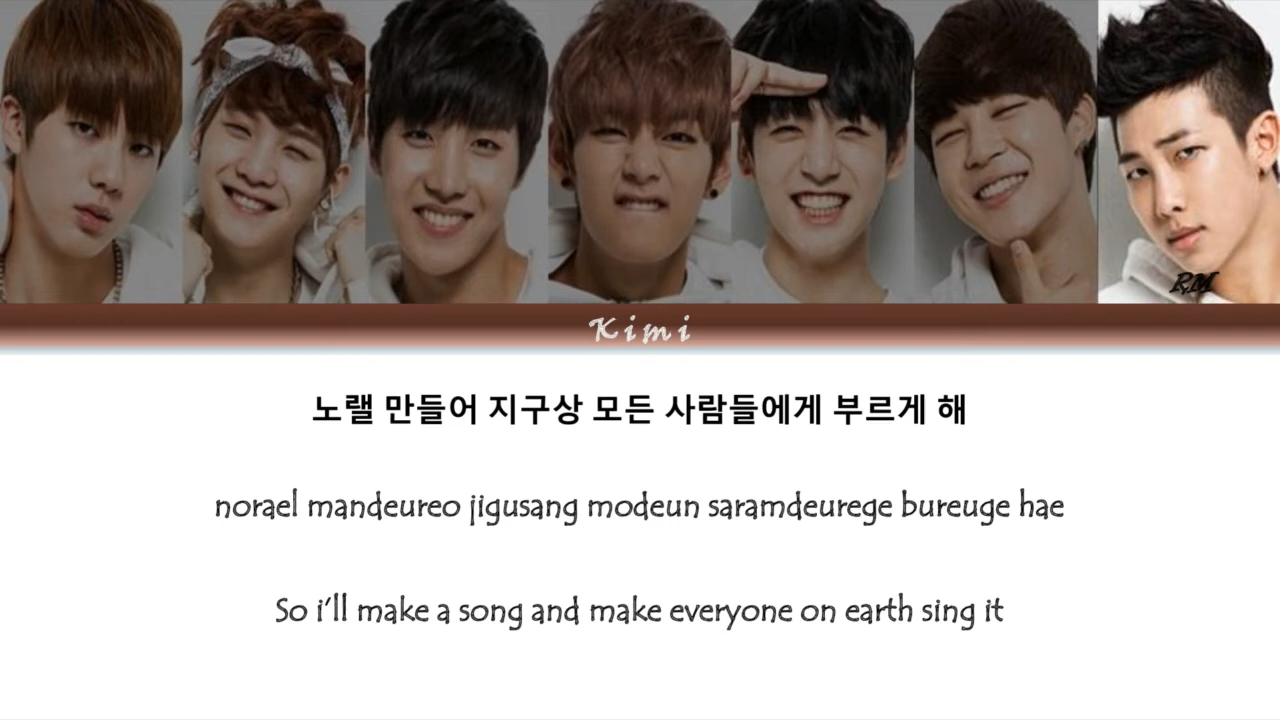 RM
Kimi
노랠 만들어 지구상 모든 사람들에게 부르게 해
norael mandeureo jigusang modeun saramdeurege bureuge hae
So i'll make a song and make everyone on earth sing it